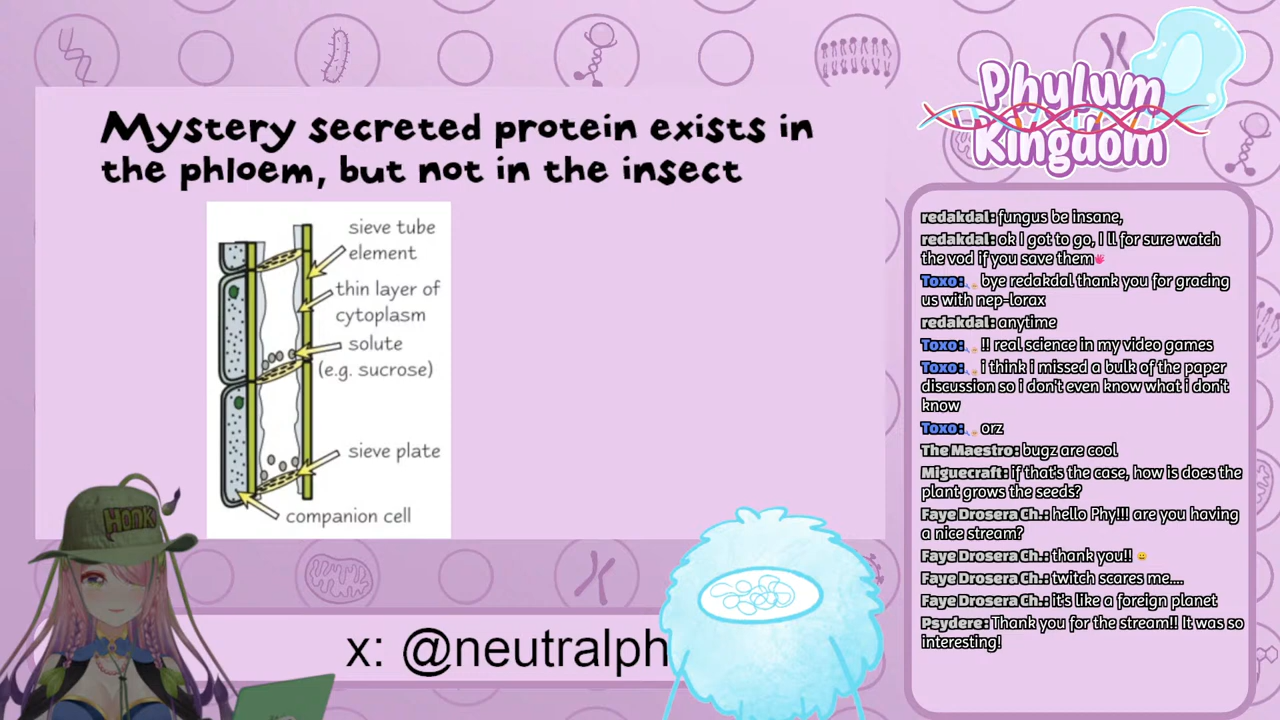 Mystery secreted protein exists in
the phloem, but not in the insect
sieve tube
element
thin layer of
cytoplasm
solute
(e.g. sucrose)
sieve plate
companion cell
HONK
x: @neutralph
Phylum
Kingdom
redakdal: fungus be insane,
redakdal: ok I got to go, I ll for sure watch
the vod if you save them
Toxo: bye redakdal thank you for gracing
us with nep-lorax
redakdal: anytime
Toxo: !! real science in my video games
Toxo: i think i missed a bulk of the paper
discussion so i don't even know what i don't
know
Toxo: orz
The Maestro: bugz are cool
Miguecraft: if that's the case, how is does the
plant grows the seeds?
Faye Drosera Ch.: hello Phyl!! are you having
a nice stream?
Faye Drosera Ch.: thank you!!
Faye Drosera Ch.: twitch scares me....
Faye Drosera Ch.: it's like a foreign planet
Psydere: Thank you for the stream!! It was so
interesting!